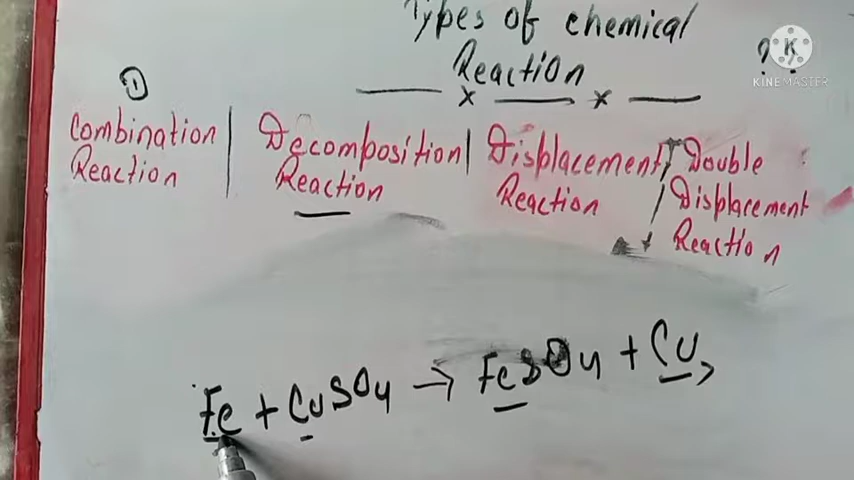 Types of chemical
Reaction
? ?
K
KINEMASTER
①
Combination
Reaction
Decomposition
Reaction
Displacement
Reaction
Double
Displacement
Reaction
Fe + CuSO4 → FeSO4 + Cu